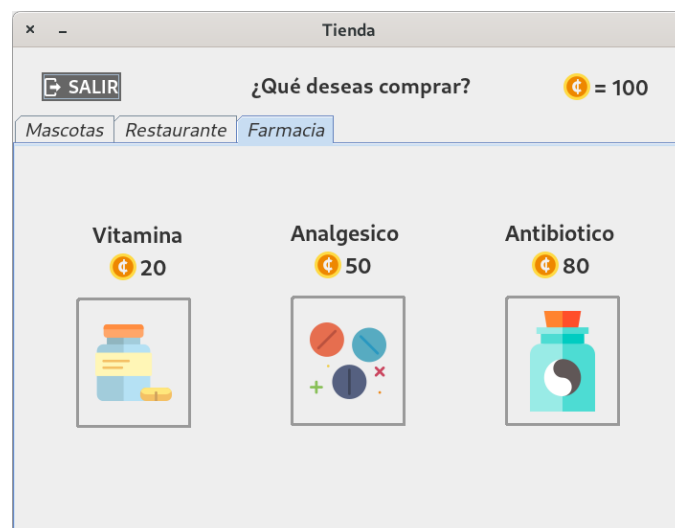 Tienda
SALIR
¿Qué deseas comprar?
₵ = 100
Mascotas Restaurante Farmacia
Vitamina
₵ 20
Analgesico
₵ 50
Antibiotico
₵ 80